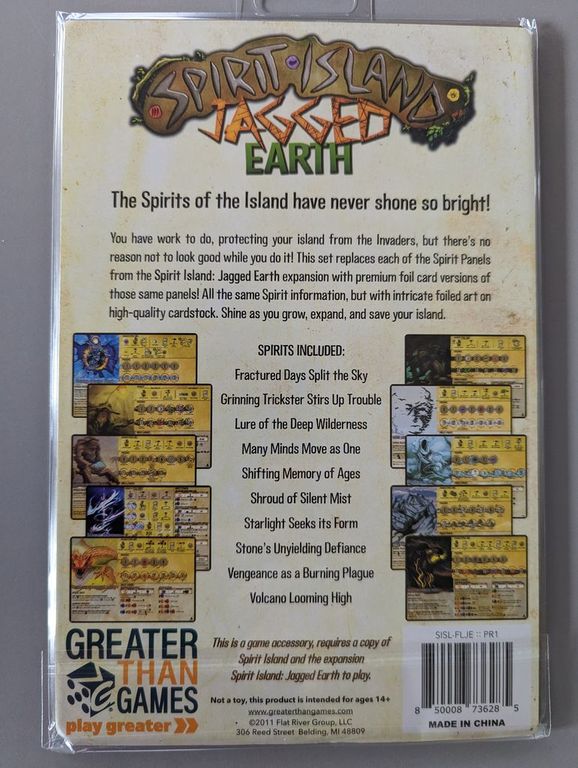 SPIRIT ISLAND
JAGGED
EARTH
The Spirits of the Island have never shone so bright!
You have work to do, protecting your island from the Invaders, but there's no
reason not to look good while you do it! This set replaces each of the Spirit Panels
from the Spirit Island: Jagged Earth expansion with premium foil card versions of
those same panels! All the same Spirit information, but with intricate foiled art on
high-quality cardstock. Shine as you grow, expand, and save your island.
SPIRITS INCLUDED:
Fractured Days Split the Sky
Grinning Trickster Stirs Up Trouble
Lure of the Deep Wilderness
Many Minds Move as One
Shifting Memory of Ages
Shroud of Silent Mist
Starlight Seeks its Form
Stone's Unyielding Defiance
Vengeance as a Burning Plague
Volcano Looming High
GREATER
THAN
GAMES
play greater
This is a game accessory, requires a copy of
Spirit Island and the expansion
Spirit Island: Jagged Earth to play.
Not a toy, this product is intended for ages 14+
www.greaterthangames.com
©2011 Flat River Group, LLC
306 Reed Street Belding, MI 48809
SISL-FLJE :: PR1
8 50008 73628 5
MADE IN CHINA